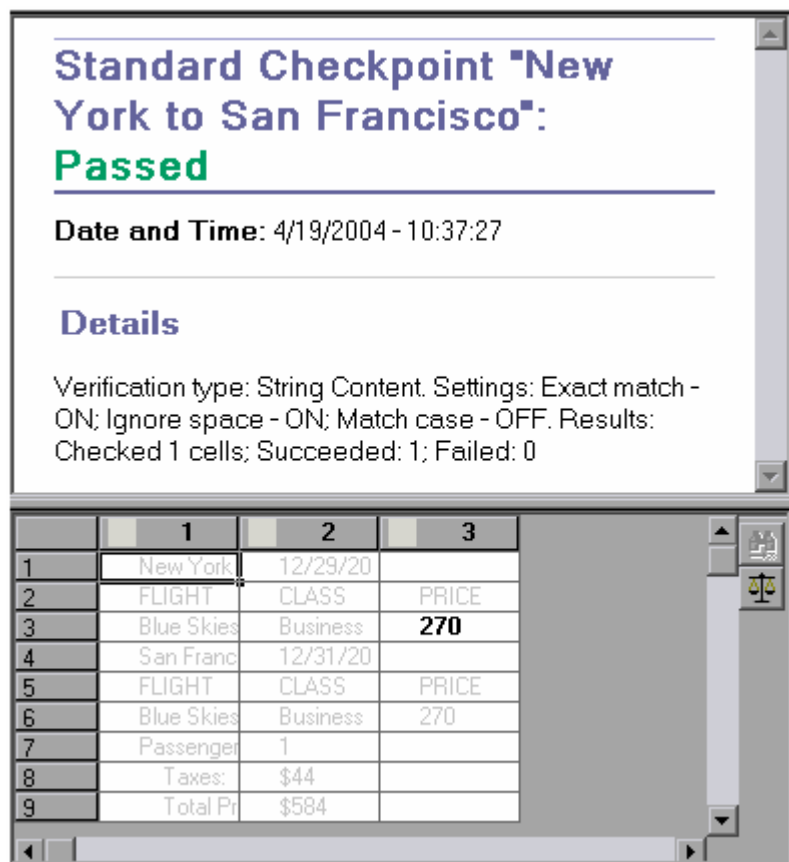 Standard Checkpoint "New
York to San Francisco":
Passed
Date and Time: 4/19/2004 - 10:37:27
Details
Verification type: String Content. Settings: Exact match -
ON; Ignore space - ON; Match case - OFF. Results:
Checked 1 cells; Succeeded: 1; Failed: 0
1 2 3
1 New York 12/29/20
2 FLIGHT CLASS PRICE
3 Blue Skies Business 270
4 San Franc 12/31/20
5 FLIGHT CLASS PRICE
6 Blue Skies Business 270
7 Passenger 1
8 Taxes: $44
9 Total Pr $584